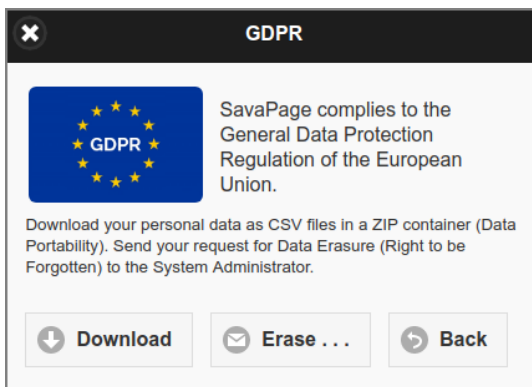 GDPR
GDPR
SavaPage complies to the
General Data Protection
Regulation of the European
Union.
Download your personal data as CSV files in a ZIP container (Data
Portability). Send your request for Data Erasure (Right to be
Forgotten) to the System Administrator.
Download
Erase . . .
Back